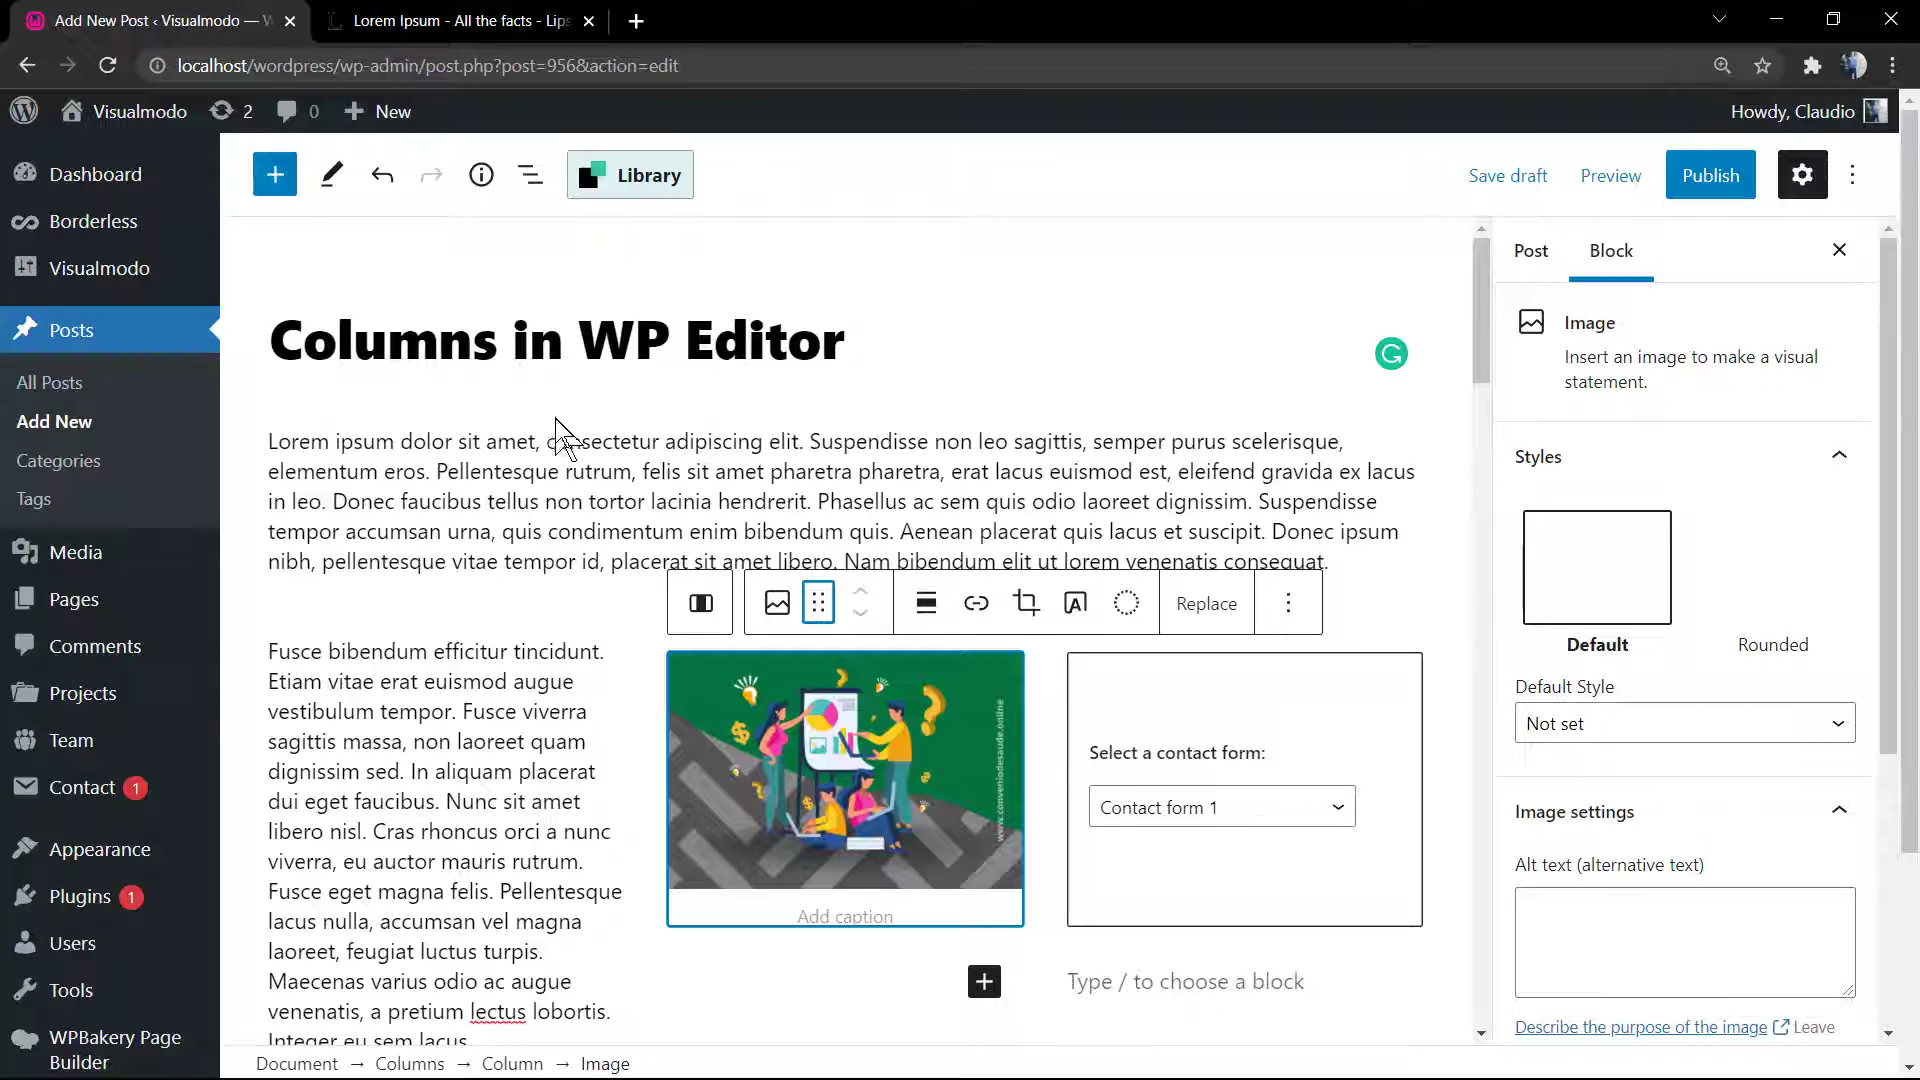 Add New Post ‹ Visualmodo — W
Lorem Ipsum - All the facts - Lips
localhost/wordpress/wp-admin/post.php?post=956&action=edit
Visualmodo
2
0
New
Howdy, Claudio
Dashboard
Borderless
Visualmodo
Posts
All Posts
Add New
Categories
Tags
Media
Pages
Comments
Projects
Team
Contact 1
Appearance
Plugins 1
Users
Tools
WPBakery Page
Builder
Library
Save draft
Preview
Publish
Columns in WP Editor
Lorem ipsum dolor sit amet, consectetur adipiscing elit. Suspendisse non leo sagittis, semper purus scelerisque,
elementum eros. Pellentesque rutrum, felis sit amet pharetra pharetra, erat lacus euismod est, eleifend gravida ex lacus
in leo. Donec faucibus tellus non tortor lacinia hendrerit. Phasellus ac sem quis odio laoreet dignissim. Suspendisse
tempor accumsan urna, quis condimentum enim bibendum quis. Aenean placerat quis lacus et suscipit. Donec ipsum
nibh, pellentesque vitae tempor id, placerat sit amet libero. Nam bibendum elit ut lorem venenatis consequat.
Replace
Fusce bibendum efficitur tincidunt.
Etiam vitae erat euismod augue
vestibulum tempor. Fusce viverra
sagittis massa, non laoreet quam
dignissim sed. In aliquam placerat
dui eget faucibus. Nunc sit amet
libero nisl. Cras rhoncus orci a nunc
viverra, eu auctor mauris rutrum.
Fusce eget magna felis. Pellentesque
lacus nulla, accumsan vel magna
laoreet, feugiat luctus turpis.
Maecenas varius odio ac augue
venenatis, a pretium lectus lobortis.
Integer eu sem lacus.
www.conveniodesaude.online
Add caption
Select a contact form:
Contact form 1
Type / to choose a block
Document → Columns → Column → Image
Post
Block
Image
Insert an image to make a visual
statement.
Styles
Default
Rounded
Default Style
Not set
Image settings
Alt text (alternative text)
Describe the purpose of the image Leave